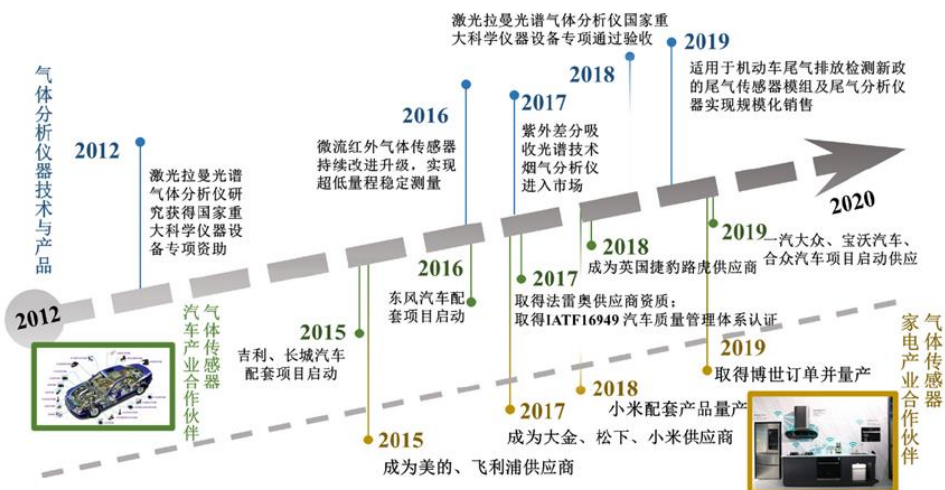 气体分析仪器技术与产品
2012
激光拉曼光谱
气体分析仪研
究获得国家重
大科学仪器设
备专项资助
2016
微流红外气体传感器
持续改进升级，实现
超低量程稳定测量
2017
紫外差分吸
收光谱技术
烟气分析仪
进入市场
激光拉曼光谱气体分析仪国家重
大科学仪器设备专项通过验收
2018
2019
适用于机动车尾气排放检测新政
的尾气传感器模组及尾气分析仪
器实现规模化销售
2012
2020
气体传感器
汽车产业合作伙伴
2015
吉利、长城汽车
配套项目启动
2016
东风汽车配
套项目启动
2017
取得法雷奥供应商资质；
取得IATF16949 汽车质量管理体系认证
2018
成为英国捷豹路虎供应商
2019
一汽大众、宝沃汽车、
合众汽车项目启动供应
气体传感器
家电产业合作伙伴
2015
成为美的、飞利浦供应商
2017
成为大金、松下、小米供应商
2018
小米配套产品量产
2019
取得博世订单并量产